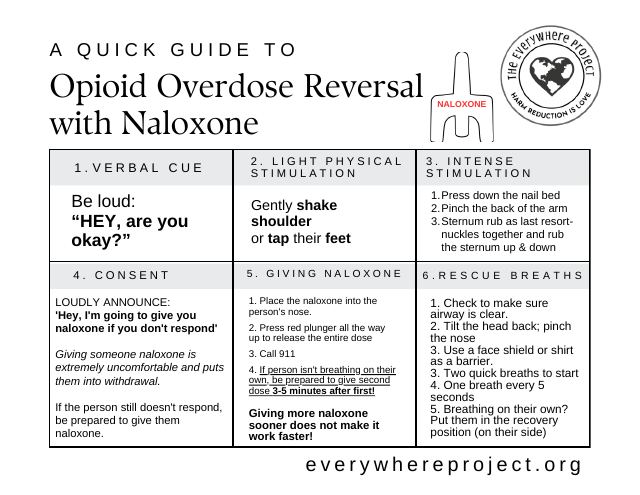 A QUICK GUIDE TO
Opioid Overdose Reversal
with Naloxone
NALOXONE
THE EVERYWHERE PROJECT
HARM REDUCTION IS LOVE
1. VERBAL CUE
Be loud:
“HEY, are you
okay?”
2. LIGHT PHYSICAL
STIMULATION
Gently shake
shoulder
or tap their feet
3. INTENSE
STIMULATION
1. Press down the nail bed
2. Pinch the back of the arm
3. Sternum rub as last resort-
nuckles together and rub
the sternum up & down
4. CONSENT
LOUDLY ANNOUNCE:
'Hey, I'm going to give you
naloxone if you don't respond'
Giving someone naloxone is
extremely uncomfortable and puts
them into withdrawal.
If the person still doesn't respond,
be prepared to give them
naloxone.
5. GIVING NALOXONE
1. Place the naloxone into the
person's nose.
2. Press red plunger all the way
up to release the entire dose
3. Call 911
4. If person isn't breathing on their
own, be prepared to give second
dose 3-5 minutes after first!
Giving more naloxone
sooner does not make it
work faster!
6. RESCUE BREATHS
1. Check to make sure
airway is clear.
2. Tilt the head back; pinch
the nose
3. Use a face shield or shirt
as a barrier.
3. Two quick breaths to start
4. One breath every 5
seconds
5. Breathing on their own?
Put them in the recovery
position (on their side)
everywhereproject.org